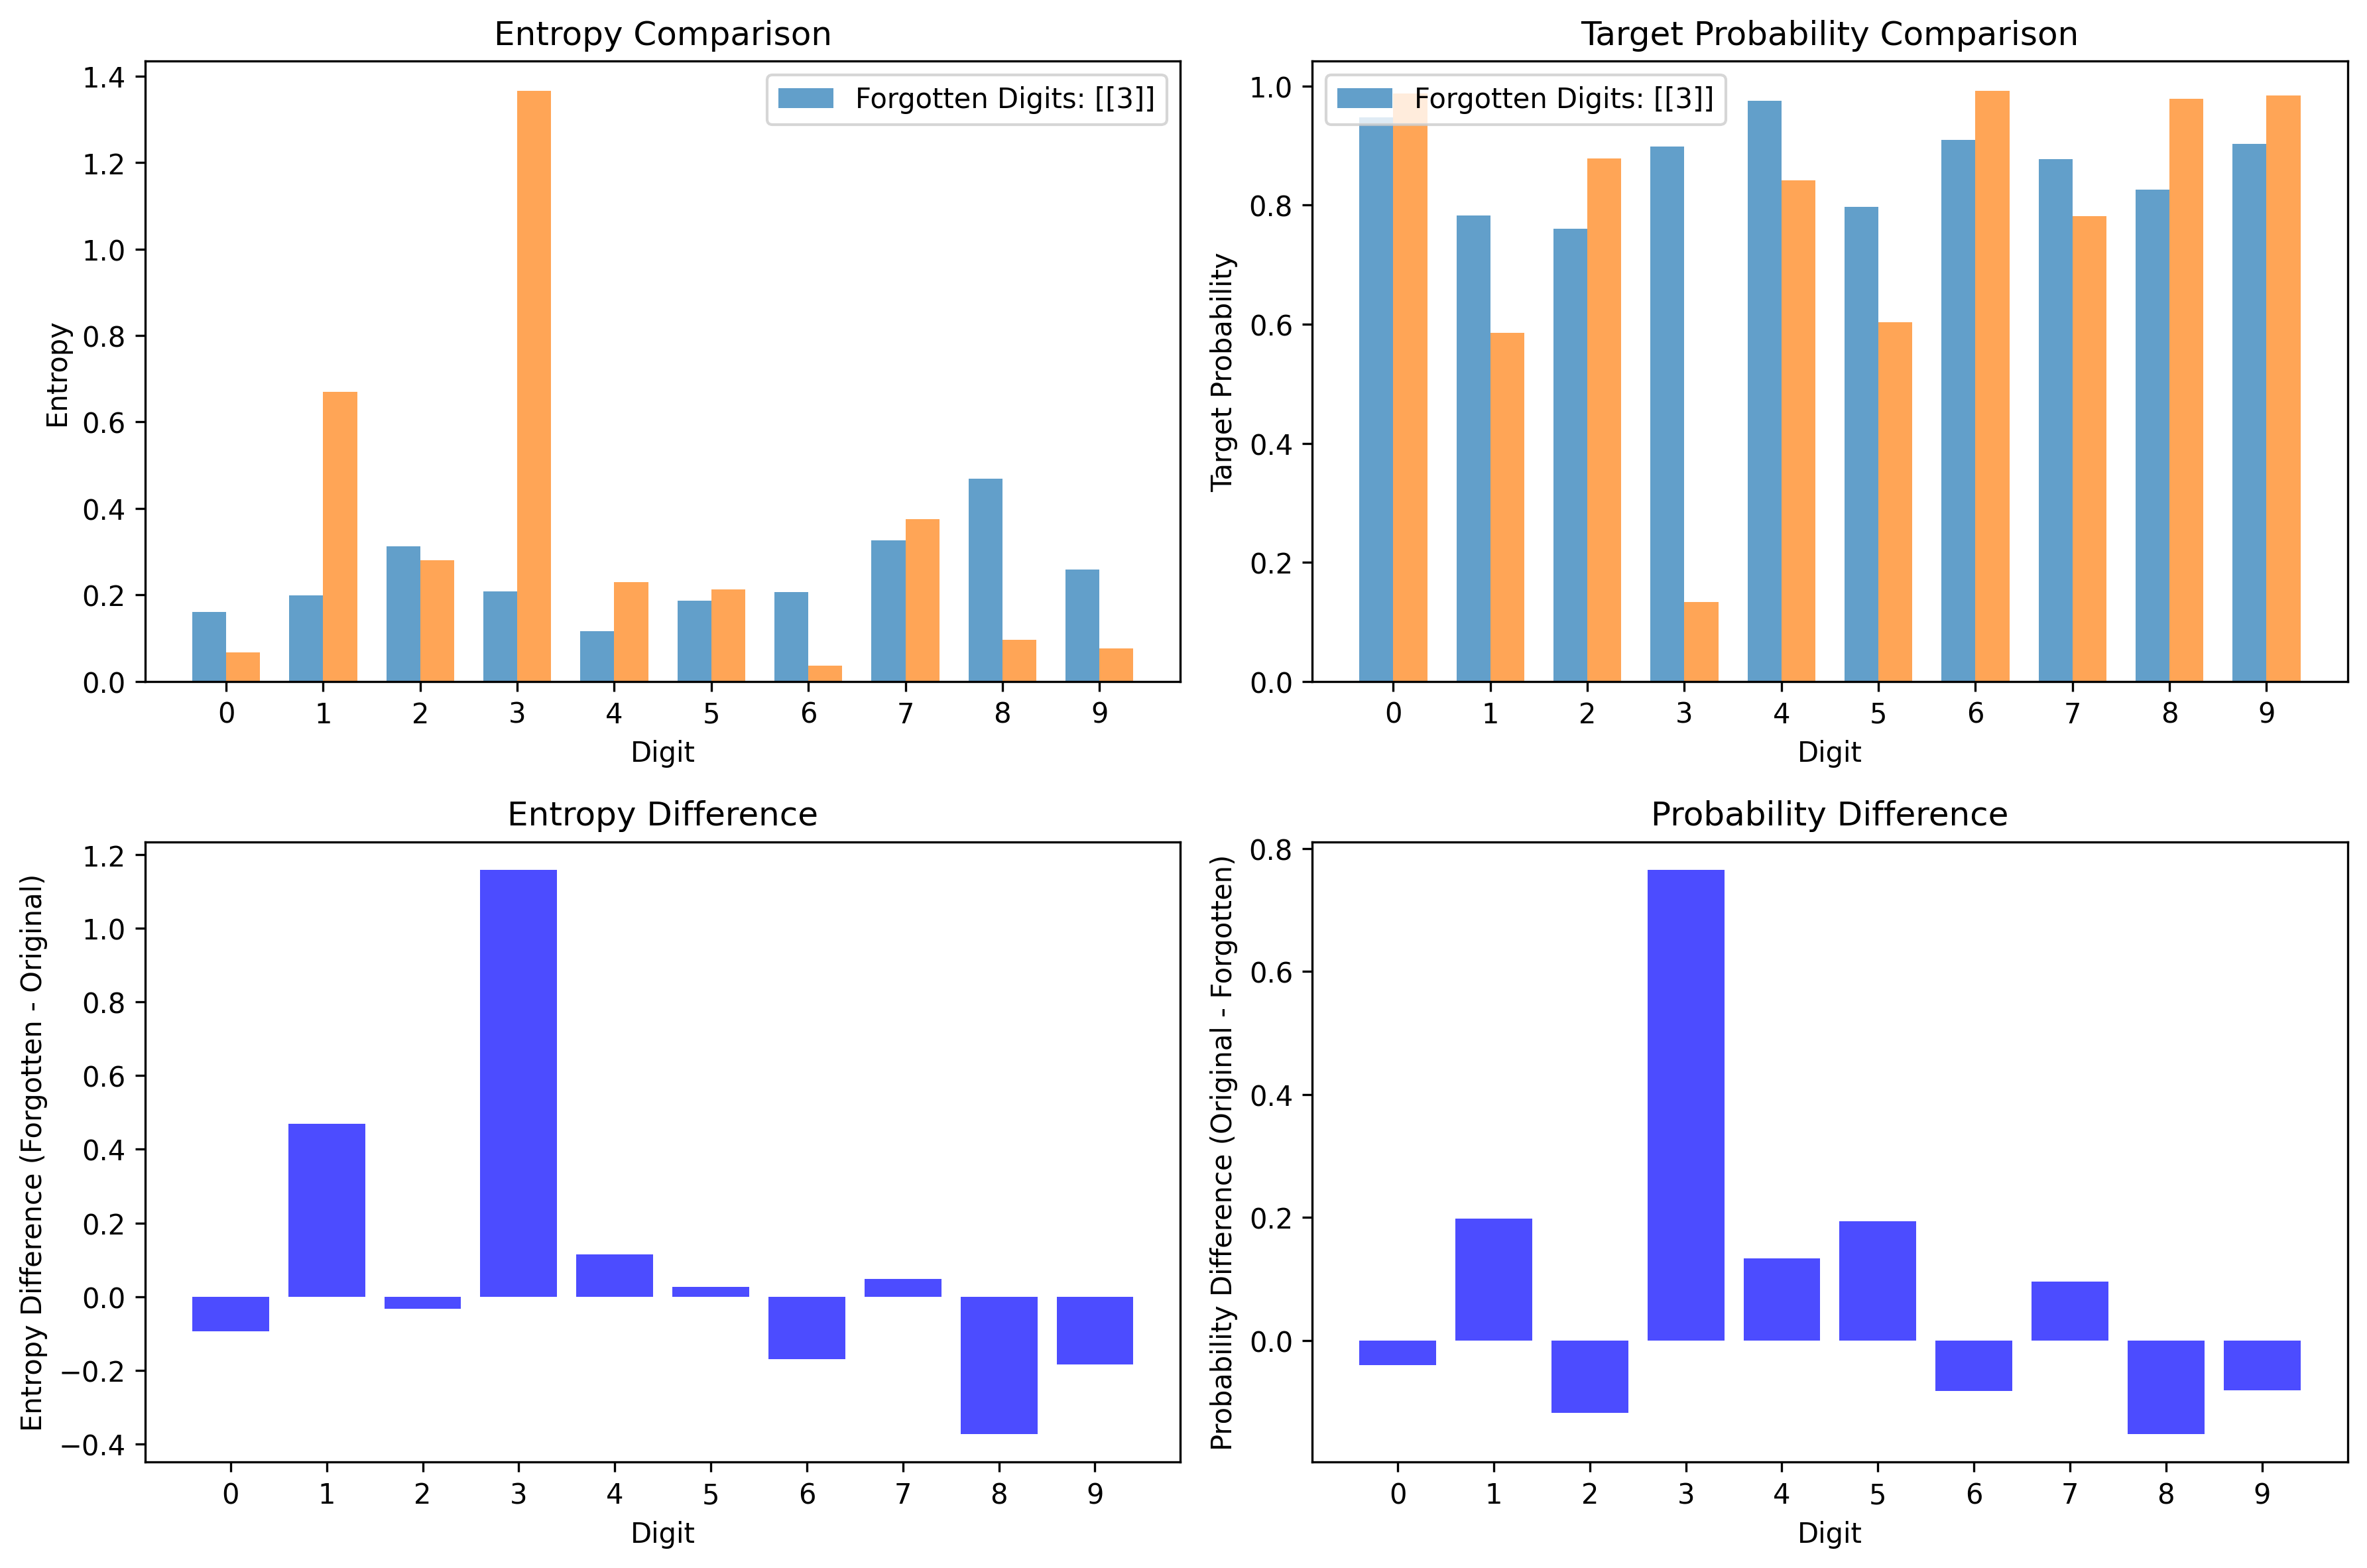 Entropy Comparison
Entropy
1.4
1.2
1.0
0.8
0.6
0.4
0.2
0.0
Forgotten Digits: [[3]]
0 1 2 3 4 5 6 7 8 9
Digit
Target Probability Comparison
Target Probability
1.0
0.8
0.6
0.4
0.2
0.0
Forgotten Digits: [[3]]
0 1 2 3 4 5 6 7 8 9
Digit
Entropy Difference
Entropy Difference (Forgotten - Original)
1.2
1.0
0.8
0.6
0.4
0.2
0.0
−0.2
−0.4
0 1 2 3 4 5 6 7 8 9
Digit
Probability Difference
Probability Difference (Original - Forgotten)
0.8
0.6
0.4
0.2
0.0
0 1 2 3 4 5 6 7 8 9
Digit